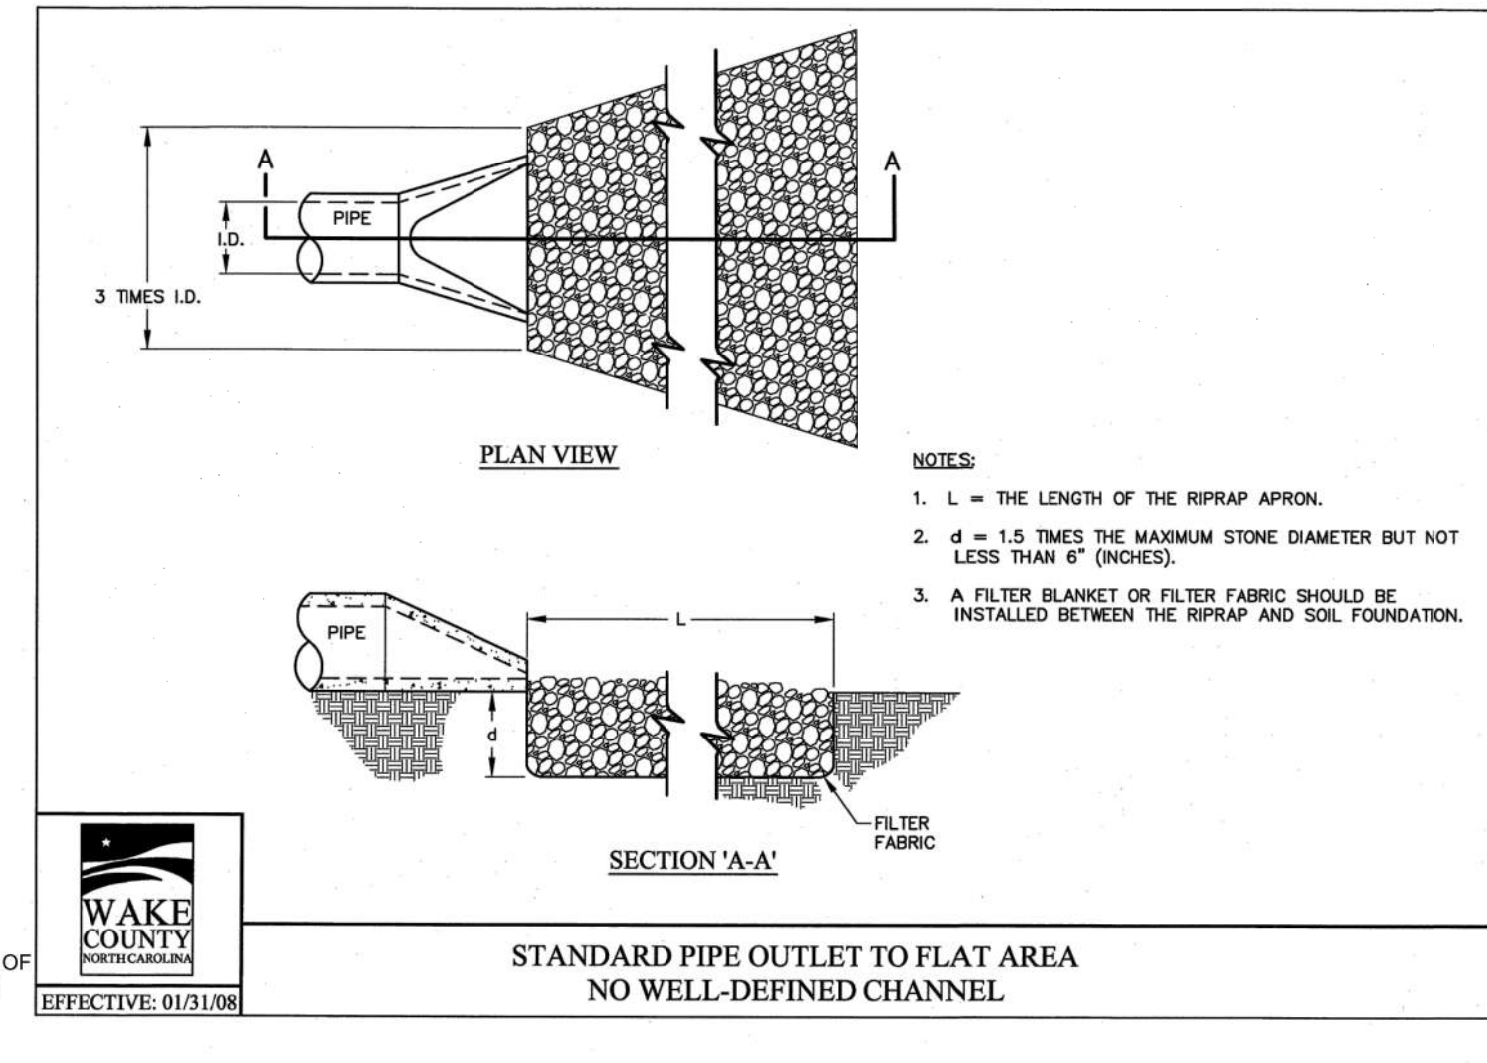 A
A
PIPE
I.D.
3 TIMES I.D.
PLAN VIEW
NOTES:
1. L = THE LENGTH OF THE RIPRAP APRON.
2. d = 1.5 TIMES THE MAXIMUM STONE DIAMETER BUT NOT
LESS THAN 6" (INCHES).
3. A FILTER BLANKET OR FILTER FABRIC SHOULD BE
INSTALLED BETWEEN THE RIPRAP AND SOIL FOUNDATION.
L
PIPE
d
FILTER
FABRIC
SECTION 'A-A'
WAKE
COUNTY
NORTH CAROLINA
OF
EFFECTIVE: 01/31/08
STANDARD PIPE OUTLET TO FLAT AREA
NO WELL-DEFINED CHANNEL